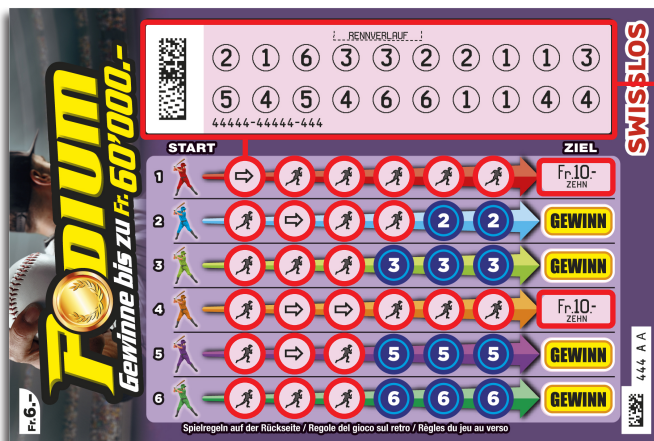 RENNVERLAUF
2 1 6 3 3 2 2 1 1 3
5 4 5 4 6 6 1 1 4 4
44444-44444-444
SWISSLOS
PODIUM
Gewinne bis zu Fr. 60'000.-
Fr. 6.–
START ZIEL
1 Fr.10.-
ZEHN
2 2 2 GEWINN
3 3 3 3 GEWINN
4 Fr.10.-
ZEHN
5 5 5 5 GEWINN
6 6 6 6 GEWINN
444 A A
Spielregeln auf der Rückseite / Regole del gioco sul retro / Règles du jeu au verso